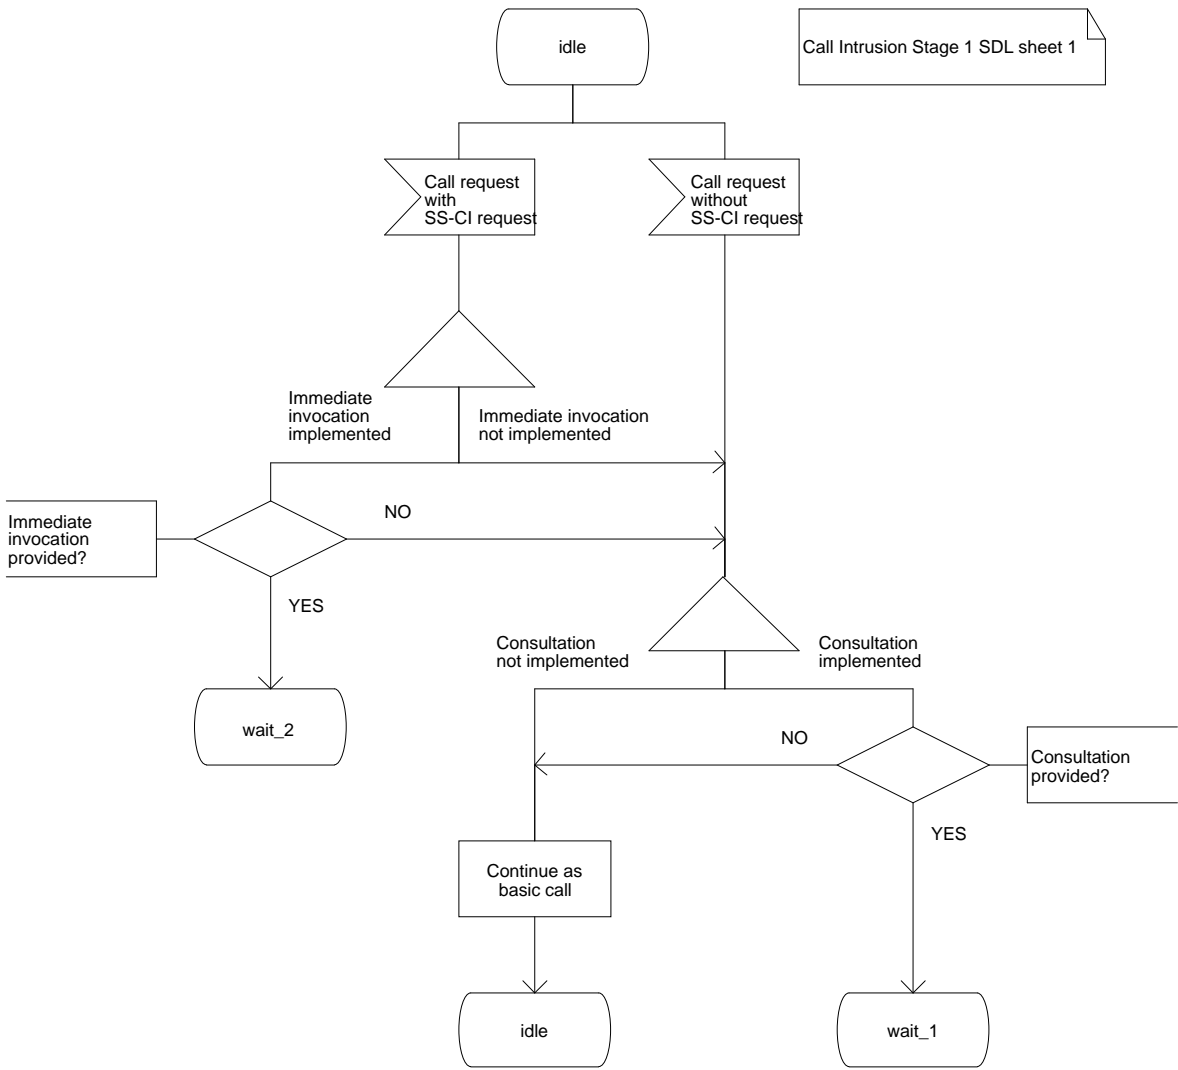 idle
Call Intrusion Stage 1 SDL sheet 1
Call request
with
SS-CI request
Call request
without
SS-CI request
Immediate
invocation
implemented
Immediate invocation
not implemented
Immediate
invocation
provided?
NO
YES
Consultation
not implemented
Consultation
implemented
wait_2
NO
Consultation
provided?
YES
Continue as
basic call
idle
wait_1